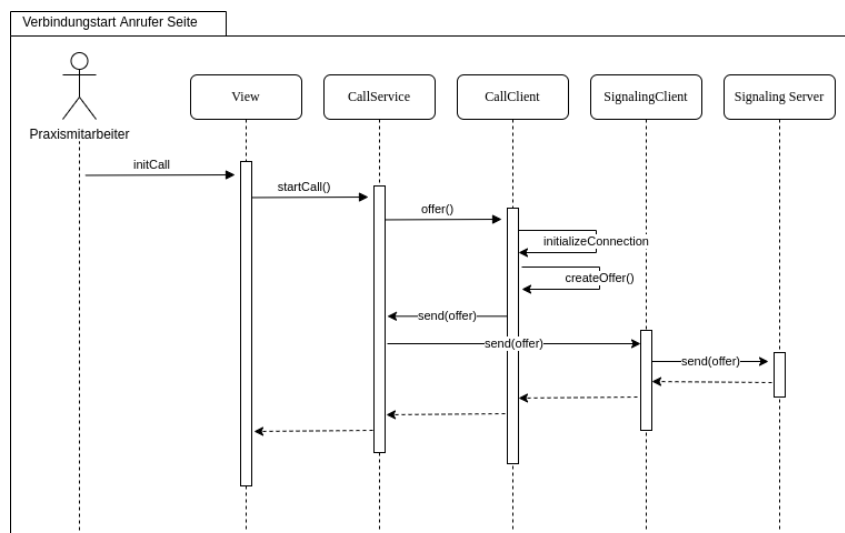 Verbindungstart Anrufer Seite
View
CallService
CallClient
SignalingClient
Signaling Server
Praxismitarbeiter
initCall
startCall()
offer()
initializeConnection
createOffer()
send(offer)
send(offer)
send(offer)